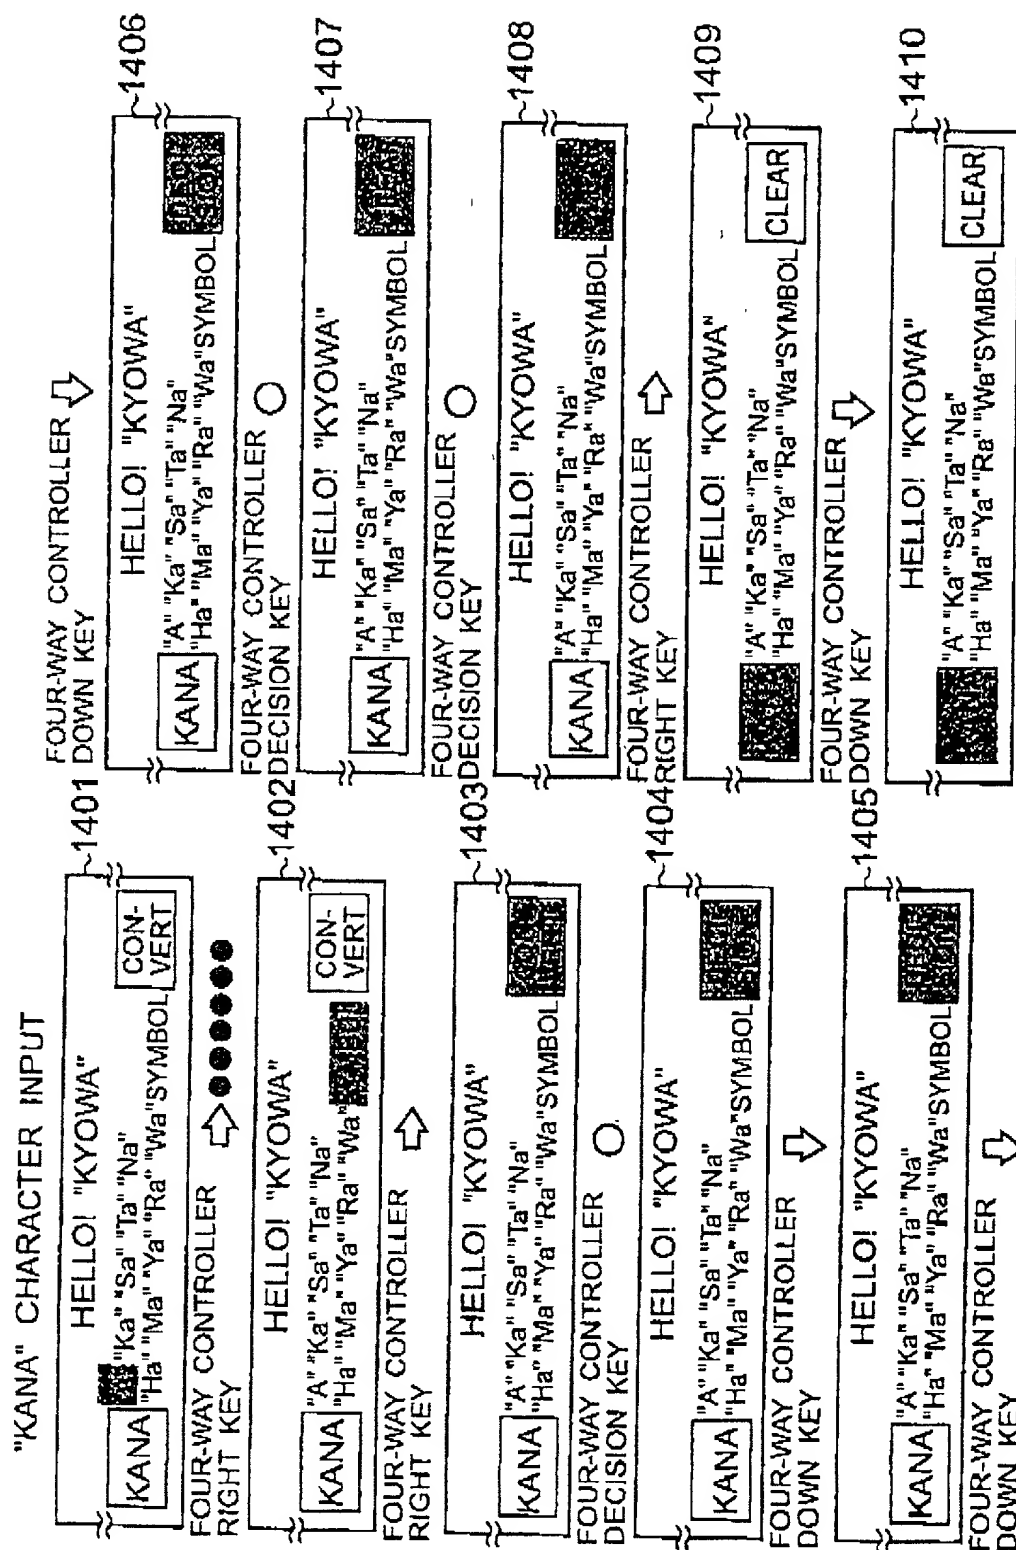 "KANA" CHARACTER INPUT
1401
HELLO! "KYOWA"
KANA
"Ka" "Sa" "Ta" "Na"
"Ha" "Ma" "Ya" "Ra" "Wa"SYMBOL
CON-
VERT
FOUR-WAY CONTROLLER
RIGHT KEY
1402
HELLO! "KYOWA"
KANA
"A" "Ka" "Sa" "Ta" "Na"
"Ha" "Ma" "Ya" "Ra" "Wa"
CON-
VERT
FOUR-WAY CONTROLLER
RIGHT KEY
1403
HELLO! "KYOWA"
KANA
"A" "Ka" "Sa" "Ta" "Na"
"Ha" "Ma" "Ya" "Ra" "Wa"SYMBOL
CON-
VERT
FOUR-WAY CONTROLLER
DECISION KEY
1404
HELLO! "KYOWA"
KANA
"A" "Ka" "Sa" "Ta" "Na"
"Ha" "Ma" "Ya" "Ra" "Wa"SYMBOL
DECI-
SION
FOUR-WAY CONTROLLER
DOWN KEY
1405
HELLO! "KYOWA"
KANA
"A" "Ka" "Sa" "Ta" "Na"
"Ha" "Ma" "Ya" "Ra" "Wa"SYMBOL
FOUR-WAY CONTROLLER
DOWN KEY
FOUR-WAY CONTROLLER
DOWN KEY
1406
HELLO! "KYOWA"
KANA
"A" "Ka" "Sa" "Ta" "Na"
"Ha" "Ma" "Ya" "Ra" "Wa"SYMBOL
FOUR-WAY CONTROLLER
DECISION KEY
1407
HELLO! "KYOWA"
KANA
"A" "Ka" "Sa" "Ta" "Na"
"Ha" "Ma" "Ya" "Ra" "Wa"SYMBOL
FOUR-WAY CONTROLLER
DECISION KEY
1408
HELLO! "KYOWA"
KANA
"A" "Ka" "Sa" "Ta" "Na"
"Ha" "Ma" "Ya" "Ra" "Wa"SYMBOL
FOUR-WAY CONTROLLER
RIGHT KEY
1409
HELLO! "KYOWA"
"A" "Ka" "Sa" "Ta" "Na"
"Ha" "Ma" "Ya" "Ra" "Wa"SYMBOL
CLEAR
FOUR-WAY CONTROLLER
DOWN KEY
1410
HELLO! "KYOWA"
"A" "Ka" "Sa" "Ta" "Na"
"Ha" "Ma" "Ya" "Ra" "Wa"SYMBOL
CLEAR